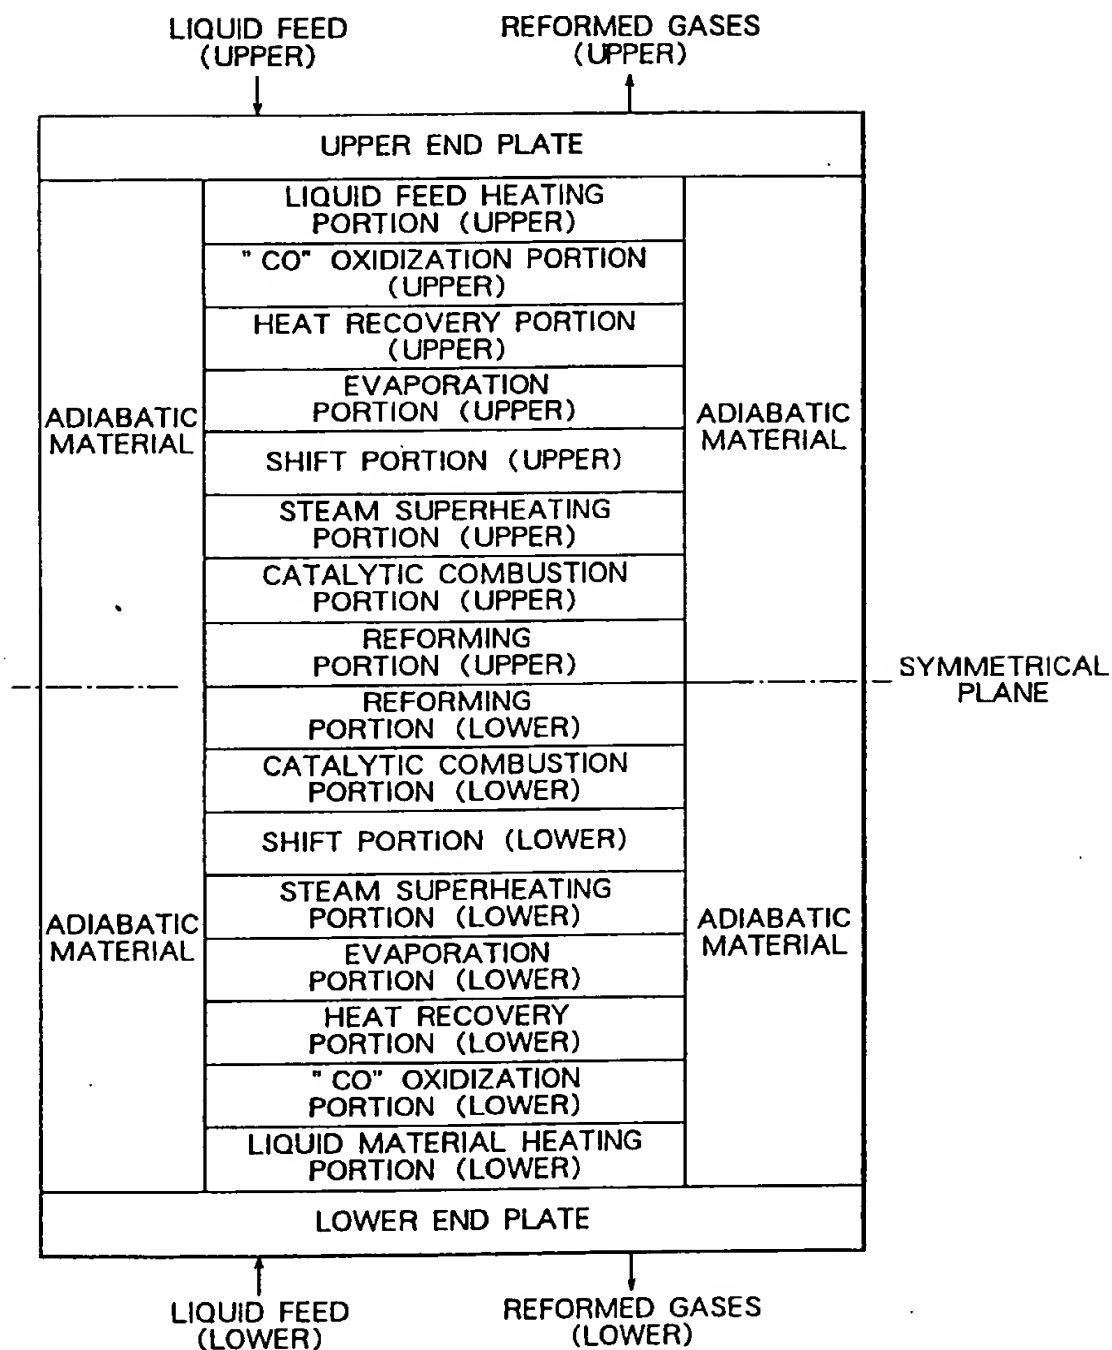 LIQUID FEED
(UPPER)
REFORMED GASES
(UPPER)
UPPER END PLATE
LIQUID FEED HEATING
PORTION (UPPER)
"CO" OXIDIZATION PORTION
(UPPER)
HEAT RECOVERY PORTION
(UPPER)
EVAPORATION
PORTION (UPPER)
ADIABATIC
MATERIAL
ADIABATIC
MATERIAL
SHIFT PORTION (UPPER)
STEAM SUPERHEATING
PORTION (UPPER)
CATALYTIC COMBUSTION
PORTION (UPPER)
REFORMING
PORTION (UPPER)
SYMMETRICAL
PLANE
REFORMING
PORTION (LOWER)
CATALYTIC COMBUSTION
PORTION (LOWER)
SHIFT PORTION (LOWER)
STEAM SUPERHEATING
PORTION (LOWER)
ADIABATIC
MATERIAL
ADIABATIC
MATERIAL
EVAPORATION
PORTION (LOWER)
HEAT RECOVERY
PORTION (LOWER)
"CO" OXIDIZATION
PORTION (LOWER)
LIQUID MATERIAL HEATING
PORTION (LOWER)
LOWER END PLATE
LIQUID FEED
(LOWER)
REFORMED GASES
(LOWER)